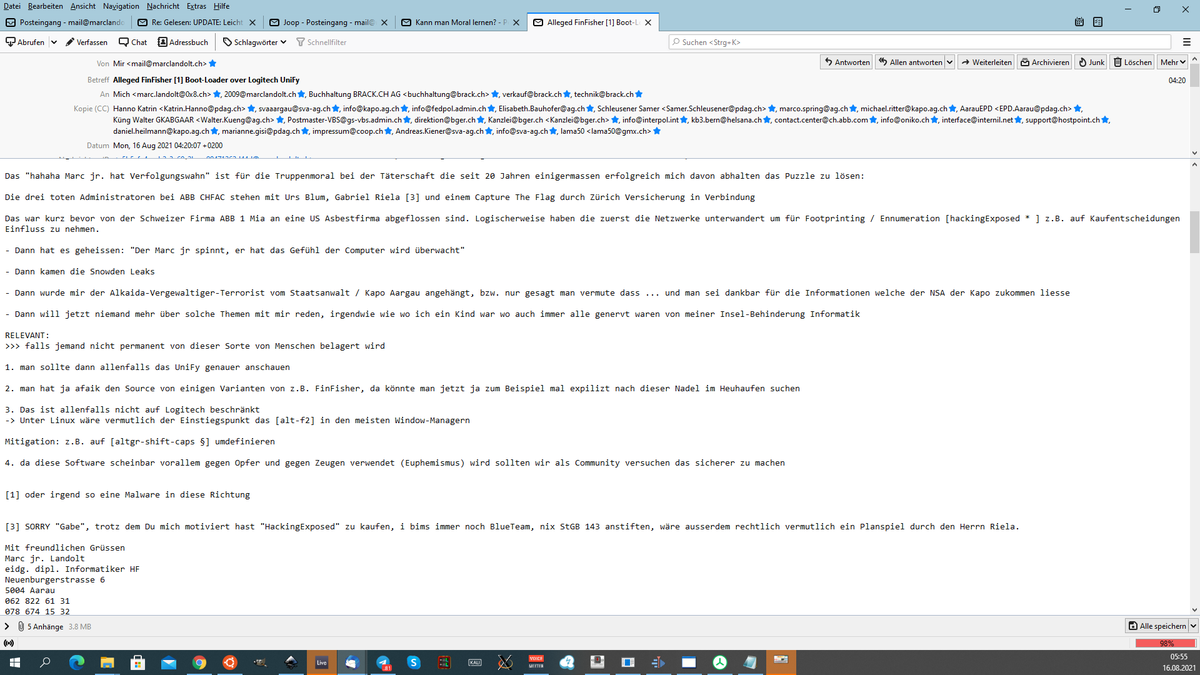 Datei Bearbeiten Ansicht Navigation Nachricht Extras Hilfe
Posteingang - mail@marclando
Re: Gelesen: UPDATE: Leicht
Joop - Posteingang - mail@
Kann man Moral lernen? - P
Alleged FinFisher [1] Boot-L
Abrufen Verfassen Chat Adressbuch Schlagwörter Schnellfilter
Suchen <Strg+K>
Von Mir <mail@marclandolt.ch>
Antworten Allen antworten Weiterleiten Archivieren Junk Löschen Mehr
Betreff Alleged FinFisher [1] Boot-Loader over Logitech Unify
04:20
An Mich <marc.landolt@0x8.ch>, 2009@marclandolt.ch, Buchhaltung BRACK.CH AG <buchhaltung@brack.ch>, verkauf@brack.ch, technik@brack.ch
Kopie (CC) Hanno Katrin <Katrin.Hanno@pdag.ch>, svaaargau@sva-ag.ch, info@kapo.ag.ch, info@fedpol.admin.ch, Elisabeth.Bauhofer@ag.ch, Schleusener Samer <Samer.Schleusener@pdag.ch>, marco.spring@ag.ch, michael.ritter@kapo.ag.ch, AarauEPD <EPD.Aarau@pdag.ch>,
Küng Walter GKABGAAR <Walter.Kueng@ag.ch>, Postmaster-VBS@gs-vbs.admin.ch, direktion@bger.ch, Kanzlei@bger.ch <Kanzlei@bger.ch>, info@interpol.int, kb3.bern@helsana.ch, contact.center@ch.abb.com, info@oniko.ch, interface@internil.net, support@hostpoint.ch,
daniel.heilmann@kapo.ag.ch, marianne.gisi@pdag.ch, impressum@coop.ch, Andreas.Kiener@sva-ag.ch, info@sva-ag.ch, lama50 <lama50@gmx.ch>
Datum Mon, 16 Aug 2021 04:20:07 +0200
Das "hahaha Marc jr. hat Verfolgungswahn" ist für die Truppenmoral bei der Täterschaft die seit 20 Jahren einigermassen erfolgreich mich davon abhalten das Puzzle zu lösen:
Die drei toten Administratoren bei ABB CHFAC stehen mit Urs Blum, Gabriel Riela [3] und einem Capture The Flag durch Zürich Versicherung in Verbindung
Das war kurz bevor von der Schweizer Firma ABB 1 Mia an eine US Asbestfirma abgeflossen sind. Logischerweise haben die zuerst die Netzwerke unterwandert um für Footprinting / Ennumeration [hackingExposed * ] z.B. auf Kaufentscheidungen
Einfluss zu nehmen.
- Dann hat es geheissen: "Der Marc jr spinnt, er hat das Gefühl der Computer wird überwacht"
- Dann kamen die Snowden Leaks
- Dann wurde mir der Alkaida-Vergewaltiger-Terrorist vom Staatsanwalt / Kapo Aargau angehängt, bzw. nur gesagt man vermute dass ... und man sei dankbar für die Informationen welche der NSA der Kapo zukommen liesse
- Dann will jetzt niemand mehr über solche Themen mit mir reden, irgendwie wie wo ich ein Kind war wo auch immer alle genervt waren von meiner Insel-Behinderung Informatik
RELEVANT:
>>> falls jemand nicht permanent von dieser Sorte von Menschen belagert wird
1. man sollte dann allenfalls das UniFy genauer anschauen
2. man hat ja afaik den Source von einigen Varianten von z.B. FinFisher, da könnte man jetzt ja zum Beispiel mal expilizt nach dieser Nadel im Heuhaufen suchen
3. Das ist allenfalls nicht auf Logitech beschränkt
-> Unter Linux wäre vermutlich der Einstiegspunkt das [alt-f2] in den meisten Window-Managern
Mitigation: z.B. auf [altgr-shift-caps §] umdefinieren
4. da diese Software scheinbar vorallem gegen Opfer und gegen Zeugen verwendet (Euphemismus) wird sollten wir als Community versuchen das sicherer zu machen
[1] oder irgend so eine Malware in diese Richtung
[3] SORRY "Gabe", trotz dem Du mich motiviert hast "HackingExposed" zu kaufen, i bims immer noch BlueTeam, nix StGB 143 anstiften, wäre ausserdem rechtlich vermutlich ein Planspiel durch den Herrn Riela.
Mit freundlichen Grüssen
Marc jr. Landolt
eidg. dipl. Informatiker HF
Neuenburgerstrasse 6
5004 Aarau
062 822 61 31
078 674 15 32
5 Anhänge 3.8 MB
Alle speichern
98%
Live
KALI
05:55
16.08.2021